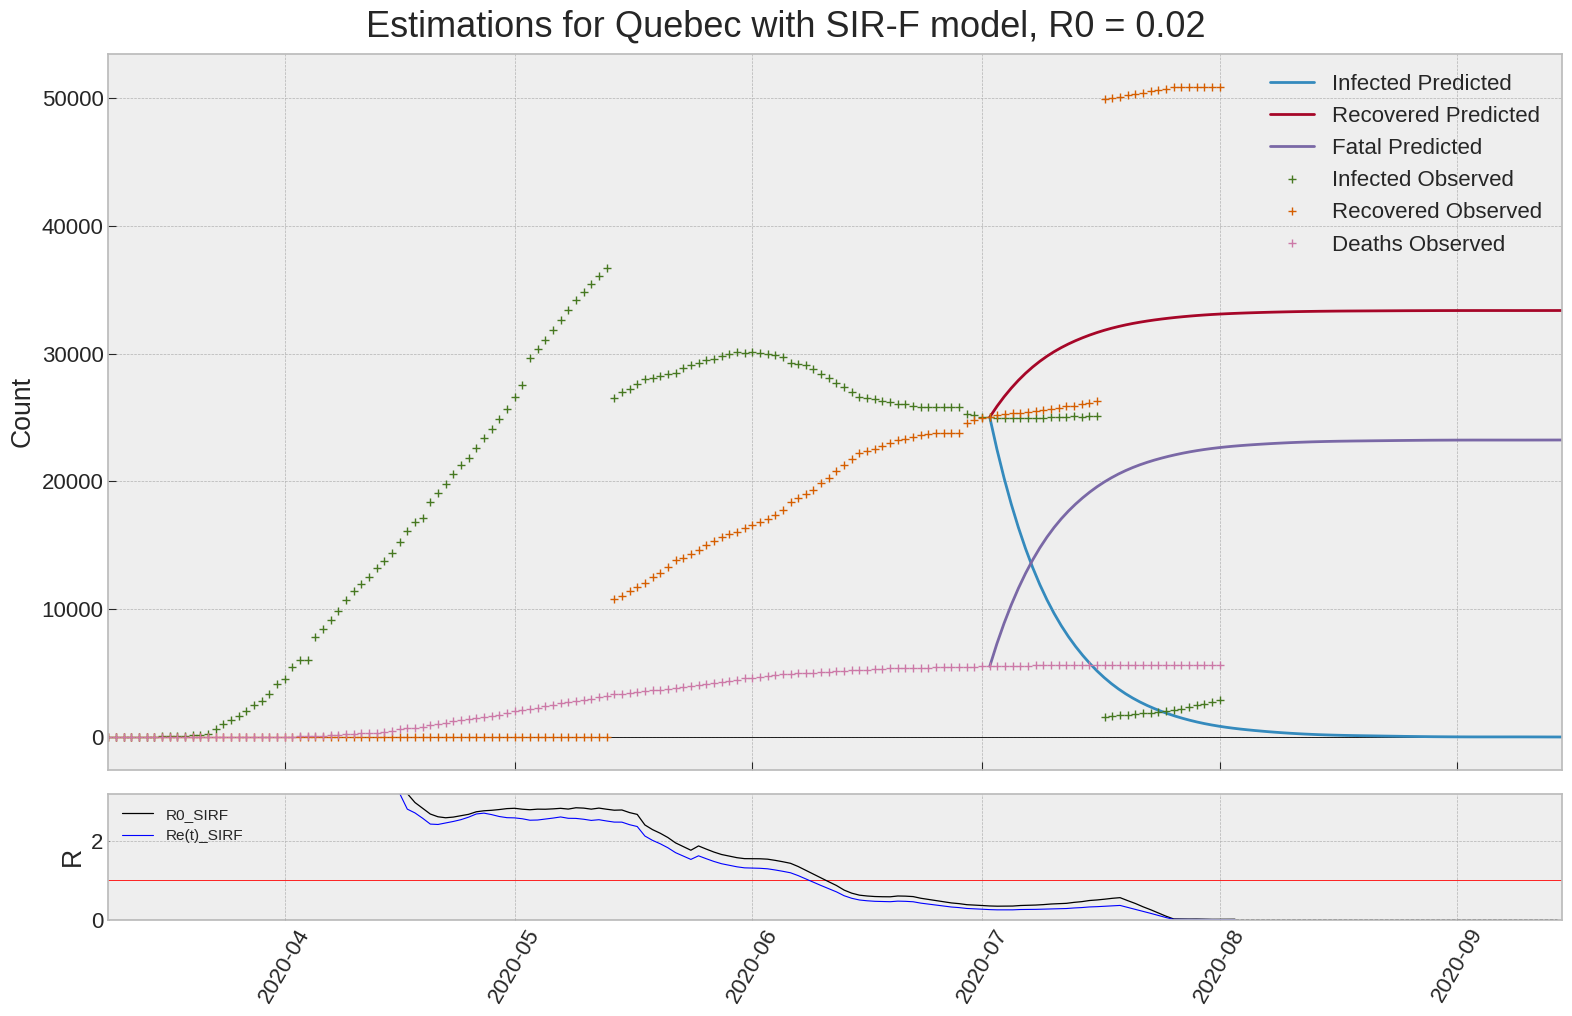 Estimations for Quebec with SIR-F model, R0 = 0.02
Count
50000
40000
30000
20000
10000
0
Infected Predicted
Recovered Predicted
Fatal Predicted
Infected Observed
Recovered Observed
Deaths Observed
R
2
0
R0_SIRF
Re(t)_SIRF
2020-04
2020-05
2020-06
2020-07
2020-08
2020-09